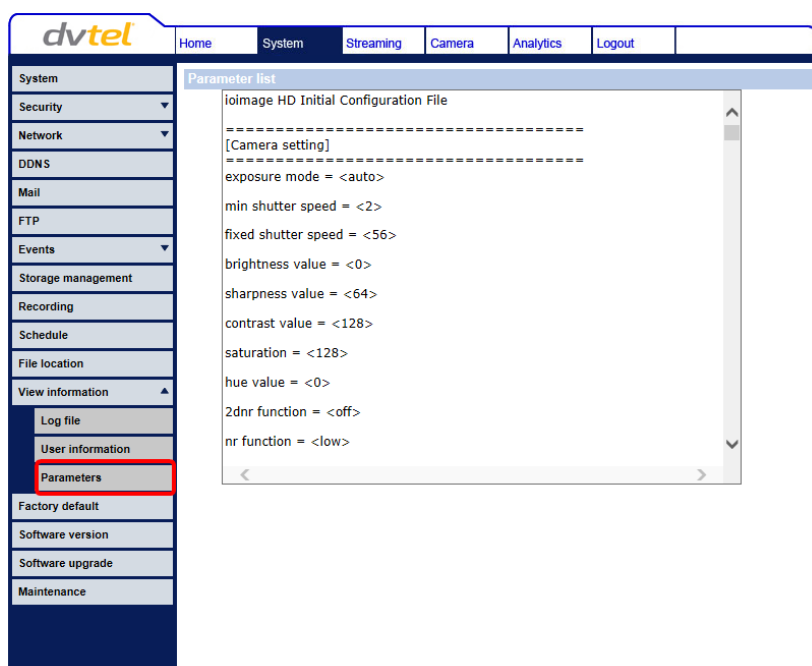 dvtel
Home System Streaming Camera Analytics Logout
System
Security
Network
DDNS
Mail
FTP
Events
Storage management
Recording
Schedule
File location
View information
Log file
User information
Parameters
Factory default
Software version
Software upgrade
Maintenance
Parameter list
ioimage HD Initial Configuration File
====================================
[Camera setting]
====================================
exposure mode = <auto>
min shutter speed = <2>
fixed shutter speed = <56>
brightness value = <0>
sharpness value = <64>
contrast value = <128>
saturation = <128>
hue value = <0>
2dnr function = <off>
nr function = <low>